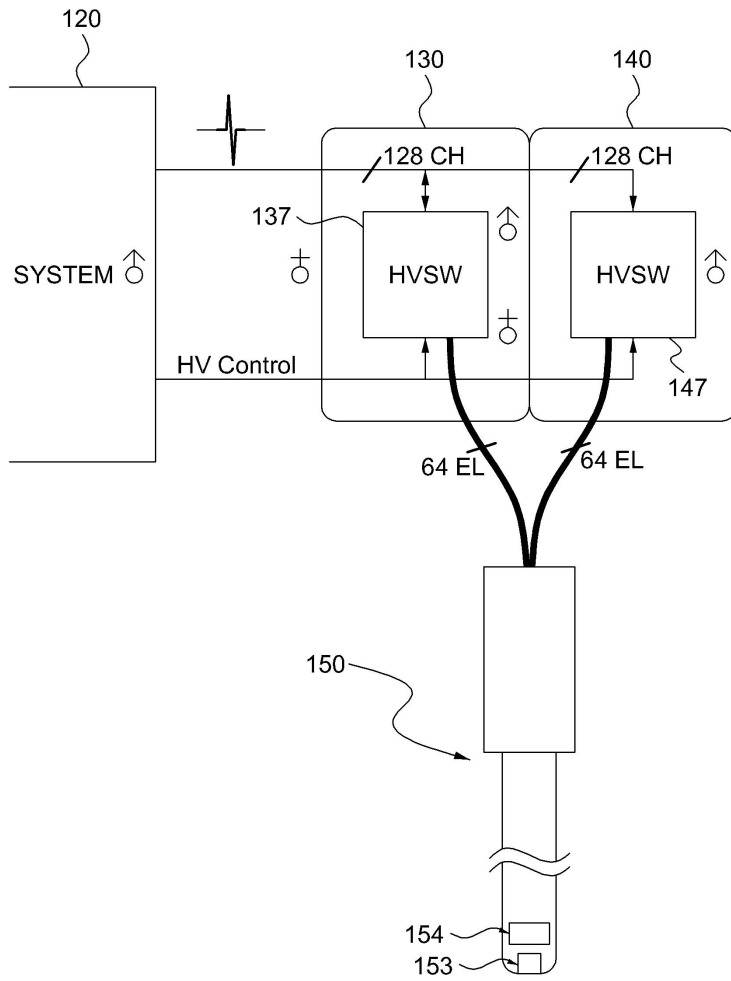 120
130
140
128 CH
128 CH
137
SYSTEM
HVSW
HVSW
HV Control
147
64 EL
64 EL
150
154
153